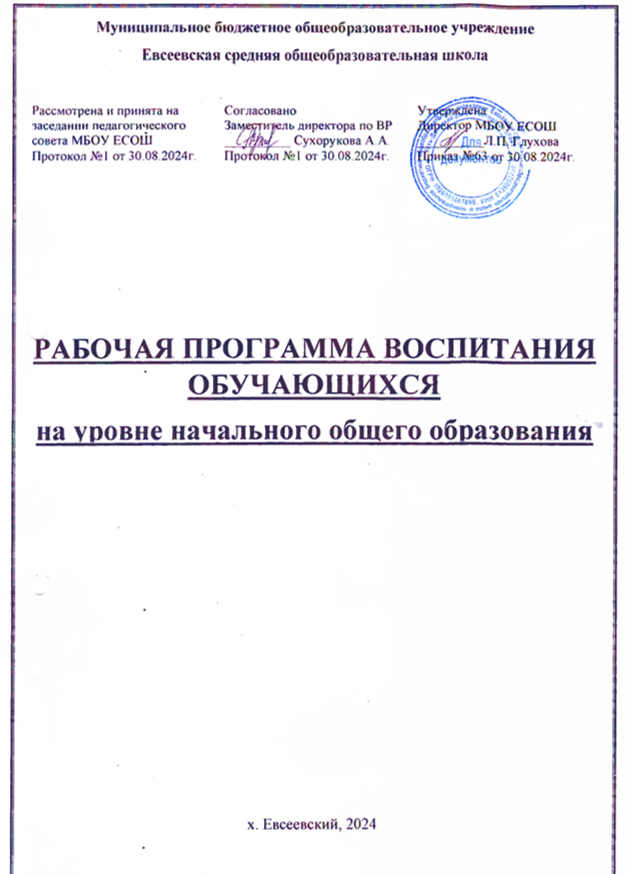 Муниципальное бюджетное общеобразовательное учреждение
Евсеевская средняя общеобразовательная школа
Рассмотрена и принята на
заседании педагогического
совета МБОУ ЕСОШ
Протокол №1 от 30.08.2024г.
Согласовано
Заместитель директора по ВР
Сухорукова А.А.
Протокол №1 от 30.08.2024г.
Утверждена
Директор МБОУ ЕСОШ
Л.П. Глухова
Приказ №63 от 30.08.2024г.
Для
документов
РАБОЧАЯ ПРОГРАММА ВОСПИТАНИЯ
ОБУЧАЮЩИХСЯ
на уровне начального общего образования
х. Евсеевский, 2024